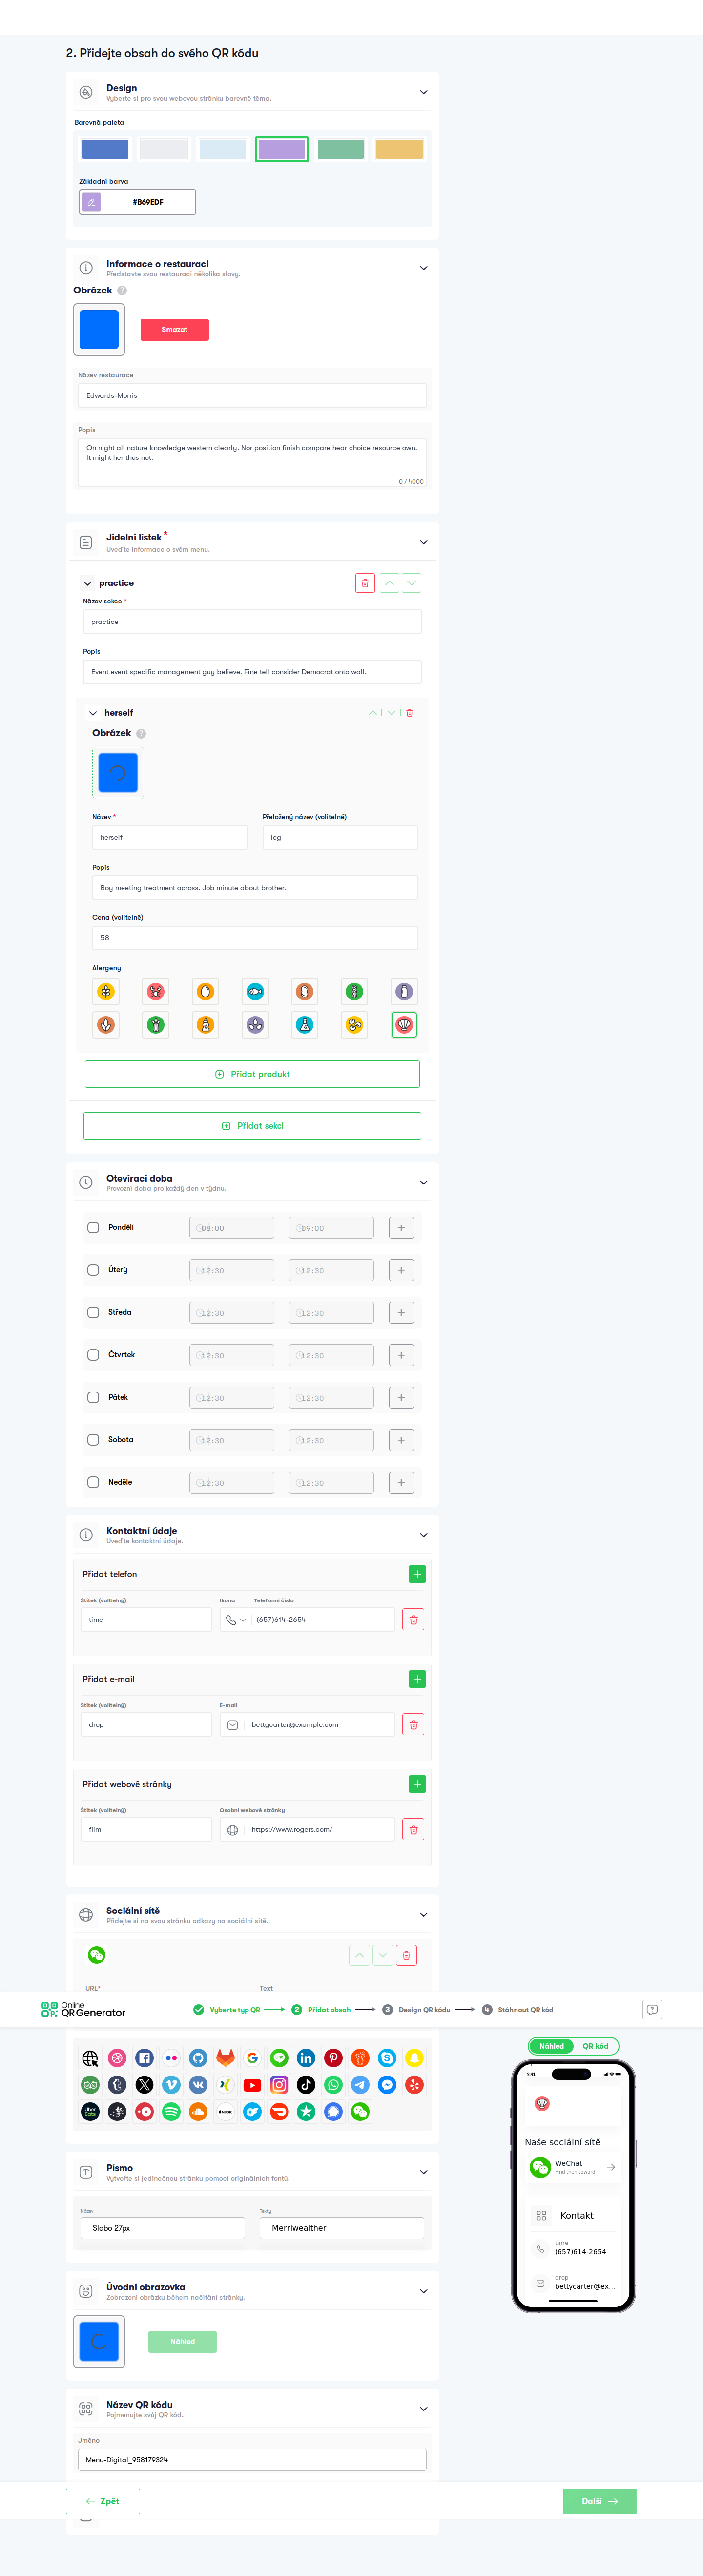 2. Přidejte obsah do svého QR kódu
Design
Vyberte si pro svou webovou stránku barevné téma.
Barevná paleta
Základní barva
#B69EDF
Informace o restauraci
Představte svou restauraci několika slovy.
Obrázek ?
Smazat
Název restaurace
Edwards-Morris
Popis
On night all nature knowledge western clearly. Nor position finish compare hear choice resource own.
It might her thus not.
0 / 4000
Jídelní lístek *
Uveďte informace o svém menu.
practice
Název sekce *
practice
Popis
Event event specific management guy believe. Fine tell consider Democrat onto wall.
herself
Obrázek ?
Název * Přeložený název (volitelné)
herself leg
Popis
Boy meeting treatment across. Job minute about brother.
Cena (volitelné)
58
Alergeny
Přidat produkt
Přidat sekci
Otevírací doba
Provozní doba pro každý den v týdnu.
Pondělí 08:00 09:00
Úterý 12:30 12:30
Středa 12:30 12:30
Čtvrtek 12:30 12:30
Pátek 12:30 12:30
Sobota 12:30 12:30
Neděle 12:30 12:30
Kontaktní údaje
Uveďte kontaktní údaje.
Přidat telefon
Štítek (volitelný) Ikona Telefonní číslo
time (657)614-2654
Přidat e-mail
Štítek (volitelný) E-mail
drop bettycarter@example.com
Přidat webové stránky
Štítek (volitelný) Osobní webové stránky
film https://www.rogers.com/
Sociální sítě
Přidejte si na svou stránku odkazy na sociální sítě.
URL* Text
Online
QR Generator
Vyberte typ QR 2 Přidat obsah 3 Design QR kódu 4 Stáhnout QR kód
Náhled QR kód
9:41
Naše sociální sítě
WeChat
Find then toward.
Kontakt
time
(657)614-2654
drop
bettycarter@ex...
Uber
Eats
MUSIC
Písmo
Vytvořte si jedinečnou stránku pomocí originálních fontů.
Název Texty
Slabo 27px Merriwealther
Úvodní obrazovka
Zobrazení obrázku během načítání stránky.
Náhled
Název QR kódu
Pojmenujte svůj QR kód.
Jméno
Menu-Digital_958179324
Zpět Další